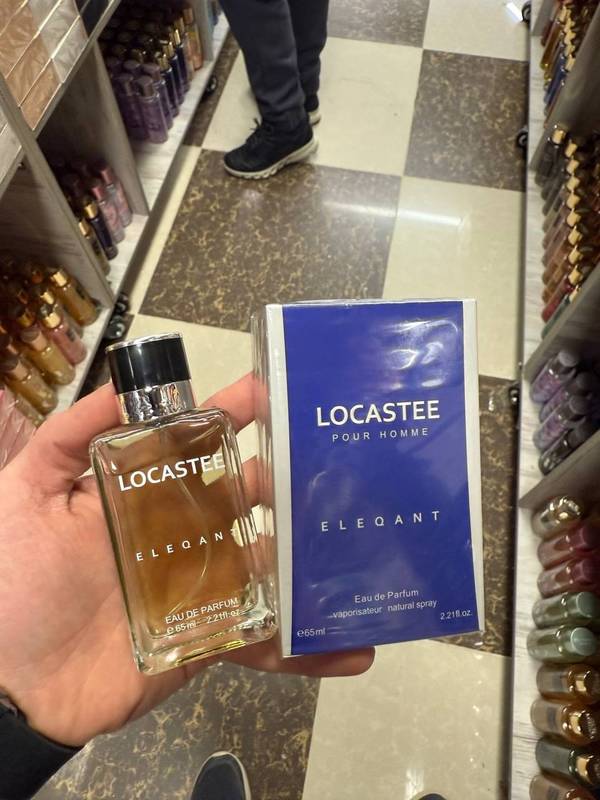 LOCASTEE
ELEQANT
EAU DE PARFUM
℮65ml 2.21fl.oz.
LOCASTEE
POUR HOMME
ELEQANT
Eau de Parfum
vaporisateur natural spray
℮65ml 2.21fl.oz.